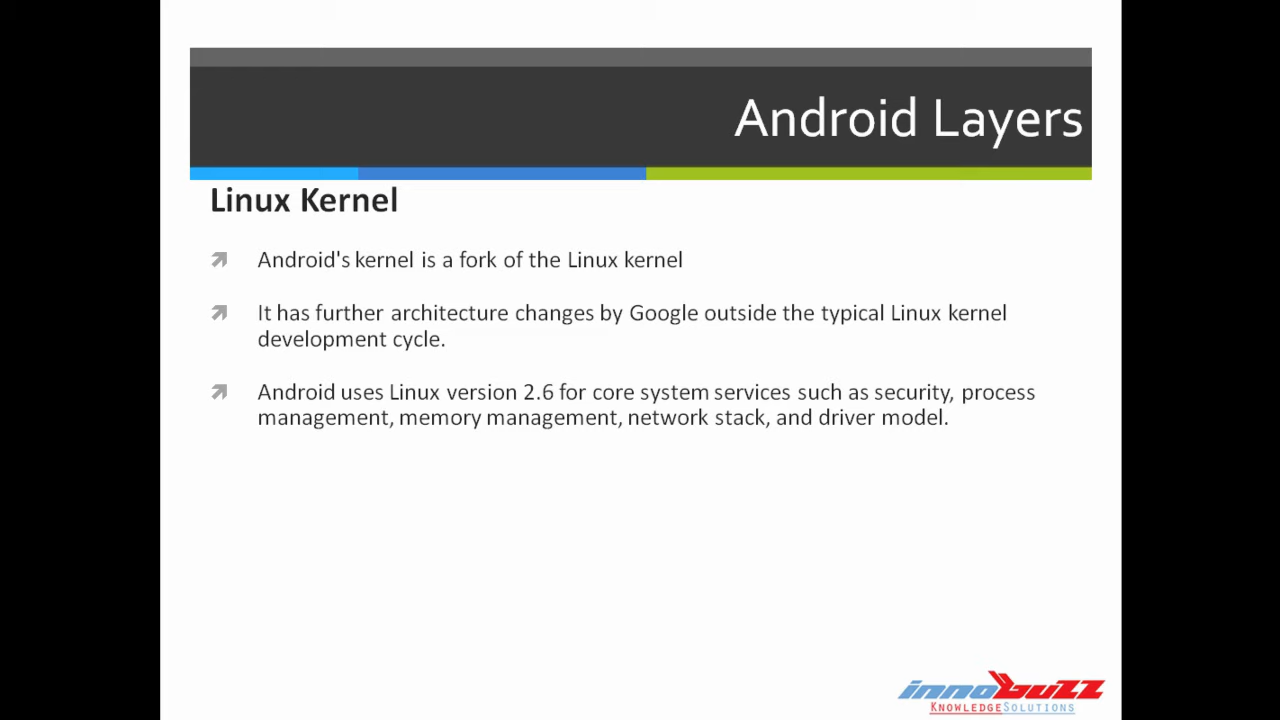 Android Layers
Linux Kernel
Android's kernel is a fork of the Linux kernel
It has further architecture changes by Google outside the typical Linux kernel
development cycle.
Android uses Linux version 2.6 for core system services such as security, process
management, memory management, network stack, and driver model.
innobuzz
KNOWLEDGESOLUTIONS